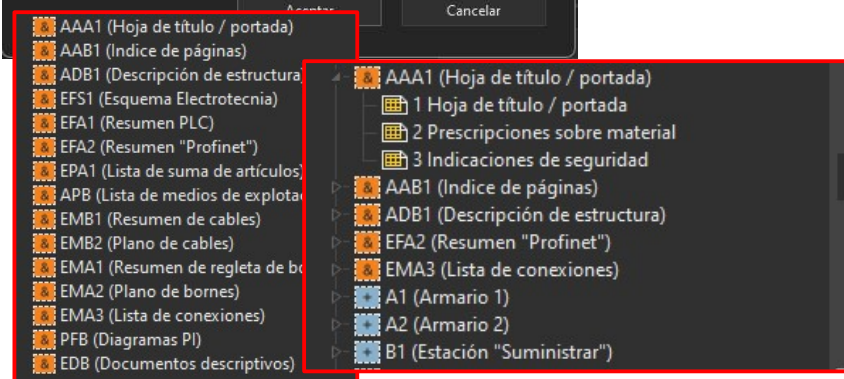 Aceptar
Cancelar
AAA1 (Hoja de título / portada)
AAB1 (Indice de páginas)
ADB1 (Descripción de estructura)
EFS1 (Esquema Electrotecnia)
EFA1 (Resumen PLC)
EFA2 (Resumen "Profinet")
EPA1 (Lista de suma de artículos)
APB (Lista de medios de
EMB1 (Resumen de cables)
EMB2 (Plano de cables)
EMA1 (Resumen de regleta de
EMA2 (Plano de bornes)
EMA3 (Lista de conexiones)
PFB (Diagramas PI)
EDB (Documentos descriptivos)
AAA1 (Hoja de título / portada)
1 Hoja de título / portada
2 Prescripciones sobre material
3 Indicaciones de seguridad
AAB1 (Indice de páginas)
ADB1 (Descripción de estructura)
EFA2 (Resumen "Profinet")
EMA3 (Lista de conexiones)
A1 (Armario 1)
A2 (Armario 2)
B1 (Estación "Suministrar")